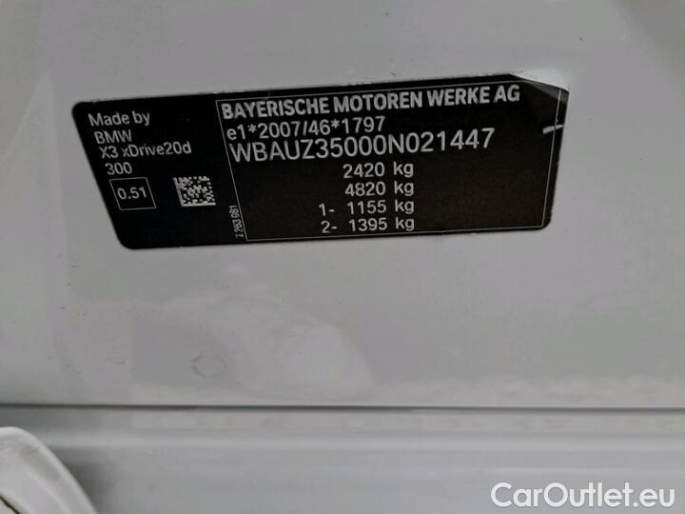 Made by
BMW
X3 xDrive20d
300
0.51
BAYERISCHE MOTOREN WERKE AG
e1*2007/46*1797
WBAUZ35000N021447
2420 kg
4820 kg
1- 1155 kg
2- 1395 kg
CarOutlet.eu